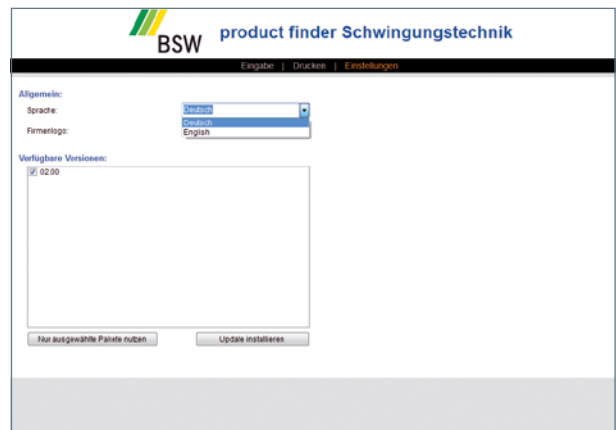 BSW product finder Schwingungstechnik
Eingabe | Drucken | Einstellungen
Allgemein:
Sprache: Deutsch
Deutsch
English
Firmenlogo:
Verfügbare Versionen:
02.00
Nur ausgewählte Pakete nutzen
Update installieren